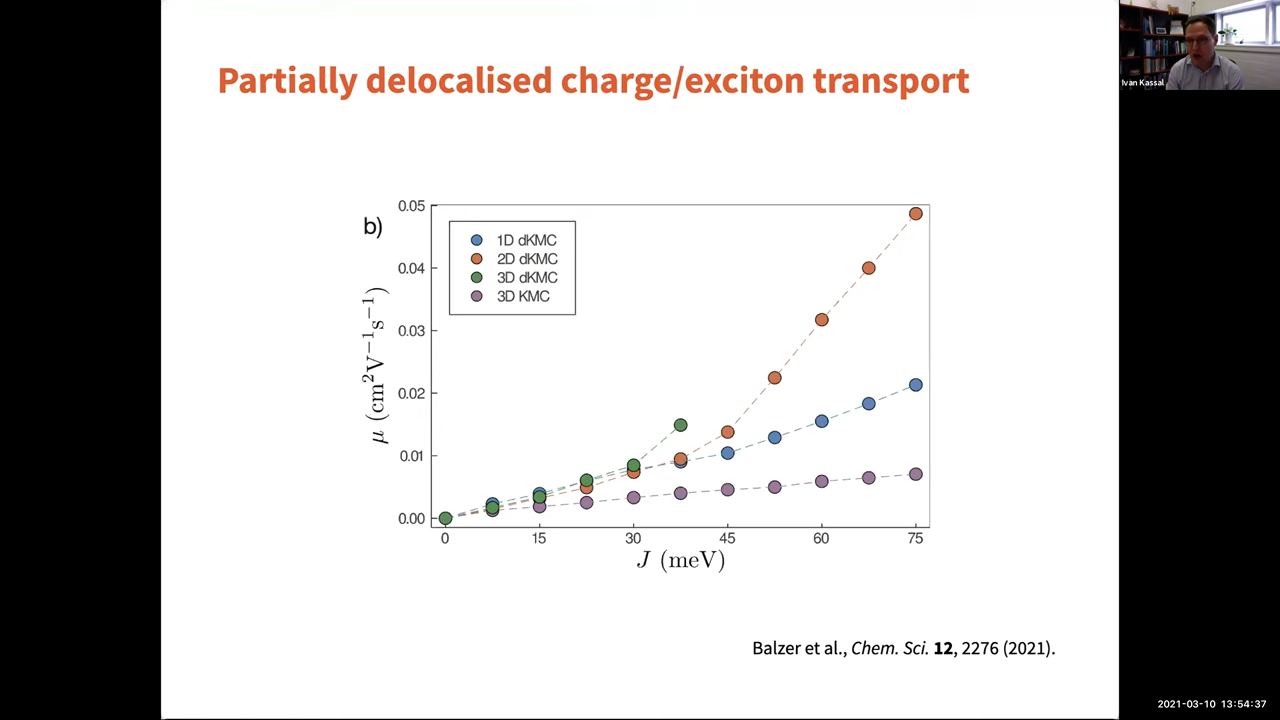 Partially delocalised charge/exciton transport
Ivan Kassal
b)
1D dKMC
2D dKMC
3D dKMC
3D KMC
0.05
0.04
0.03
0.02
0.01
0.00
μ (cm²V⁻¹s⁻¹)
0 15 30 45 60 75
J (meV)
Balzer et al., Chem. Sci. 12, 2276 (2021).
2021-03-10 13:54:37